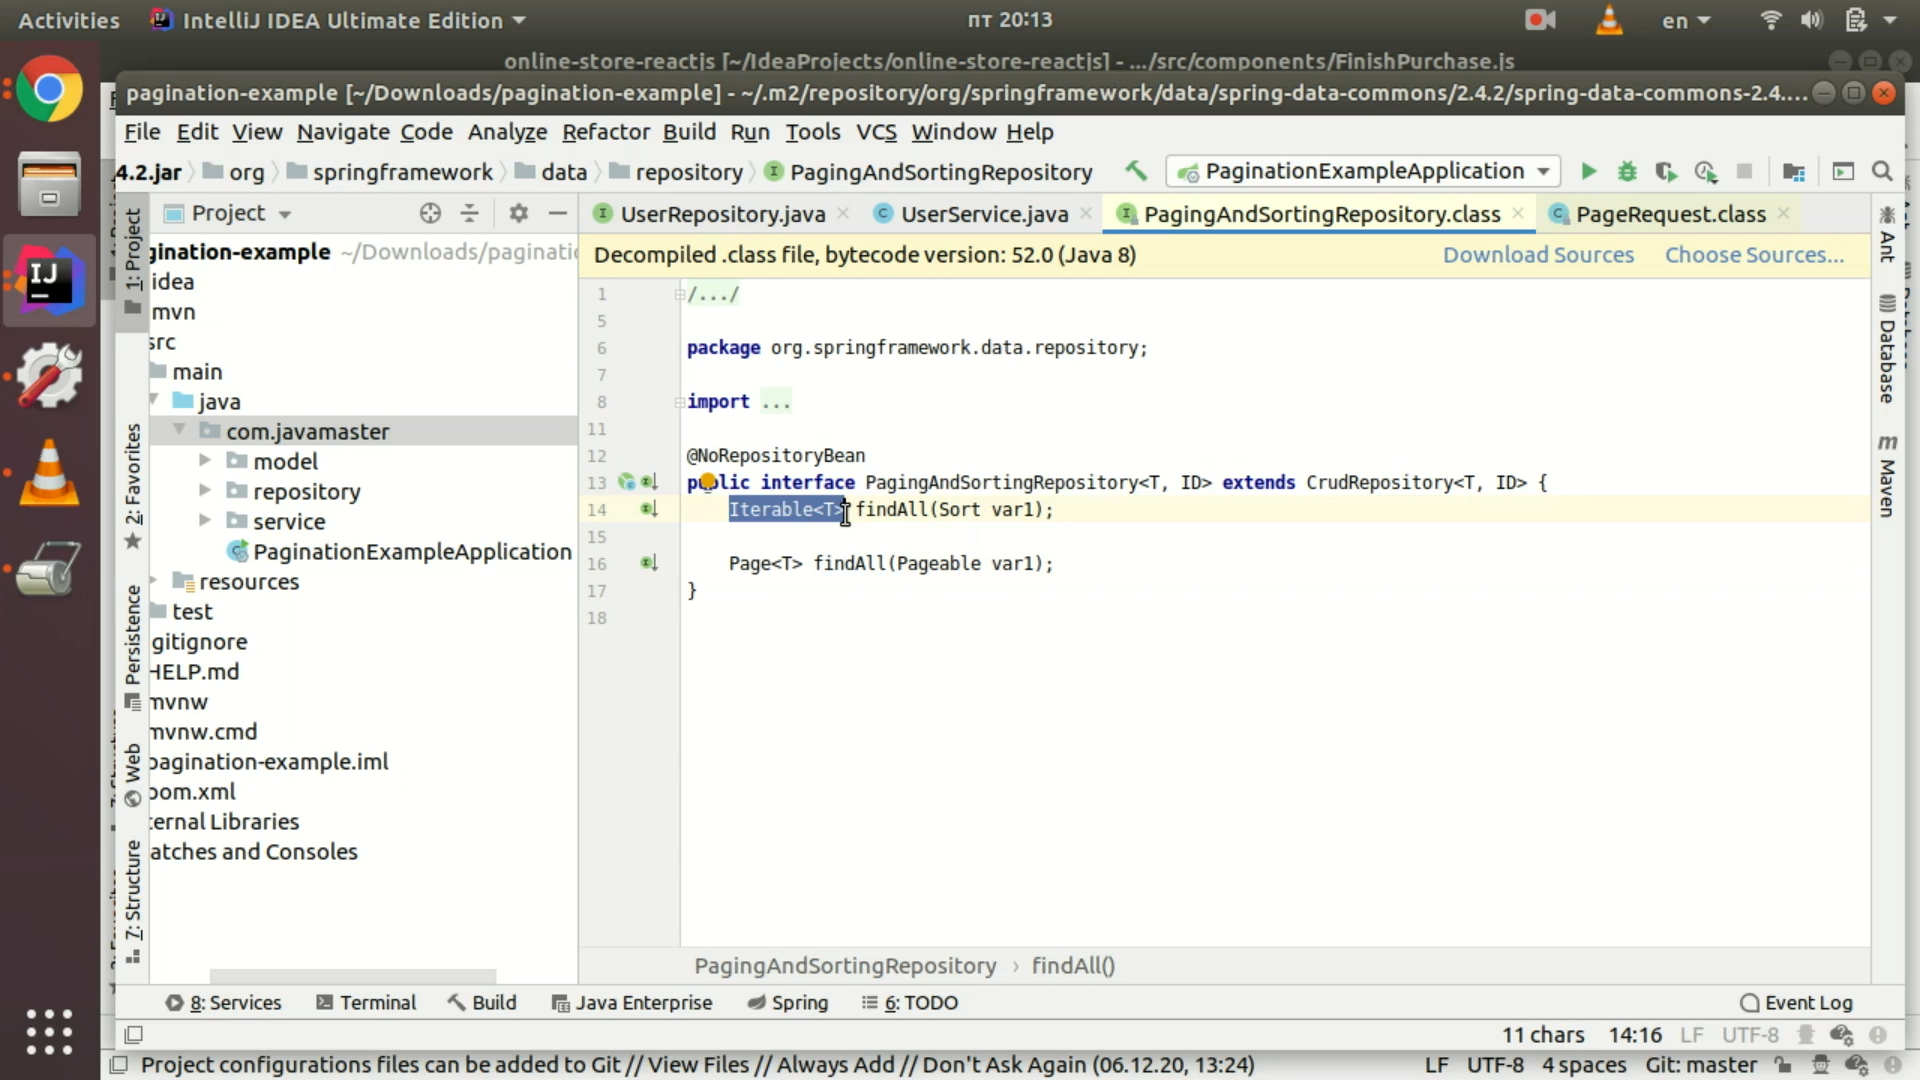 Activities
IntelliJ IDEA Ultimate Edition
пт 20:13
en
online-store-reactjs [~/IdeaProjects/online-store-reactjs] - .../src/components/FinishPurchase.js
pagination-example [~/Downloads/pagination-example] - ~/.m2/repository/org/springframework/data/spring-data-commons/2.4.2/spring-data-commons-2.4....
File Edit View Navigate Code Analyze Refactor Build Run Tools VCS Window Help
4.2.jar org springframework data repository PagingAndSortingRepository
PaginationExampleApplication
Project
UserRepository.java
UserService.java
PagingAndSortingRepository.class
PageRequest.class
Decompiled .class file, bytecode version: 52.0 (Java 8)
Download Sources
Choose Sources...
1: Project
2: Favorites
Persistence
Web
7: Structure
gination-example ~/Downloads/paginatio
idea
mvn
src
main
java
com.javamaster
model
repository
service
PaginationExampleApplication
resources
test
gitignore
HELP.md
mvnw
mvnw.cmd
pagination-example.iml
pom.xml
ternal Libraries
atches and Consoles
1 /.../
5
6 package org.springframework.data.repository;
7
8 import ...
11
12 @NoRepositoryBean
13 public interface PagingAndSortingRepository<T, ID> extends CrudRepository<T, ID> {
14 Iterable<T> findAll(Sort var1);
15
16 Page<T> findAll(Pageable var1);
17 }
18
Ant
Database
Maven
PagingAndSortingRepository › findAll()
8: Services
Terminal
Build
Java Enterprise
Spring
6: TODO
Event Log
11 chars 14:16 LF UTF-8
Project configurations files can be added to Git // View Files // Always Add // Don't Ask Again (06.12.20, 13:24)
LF UTF-8 4 spaces Git: master